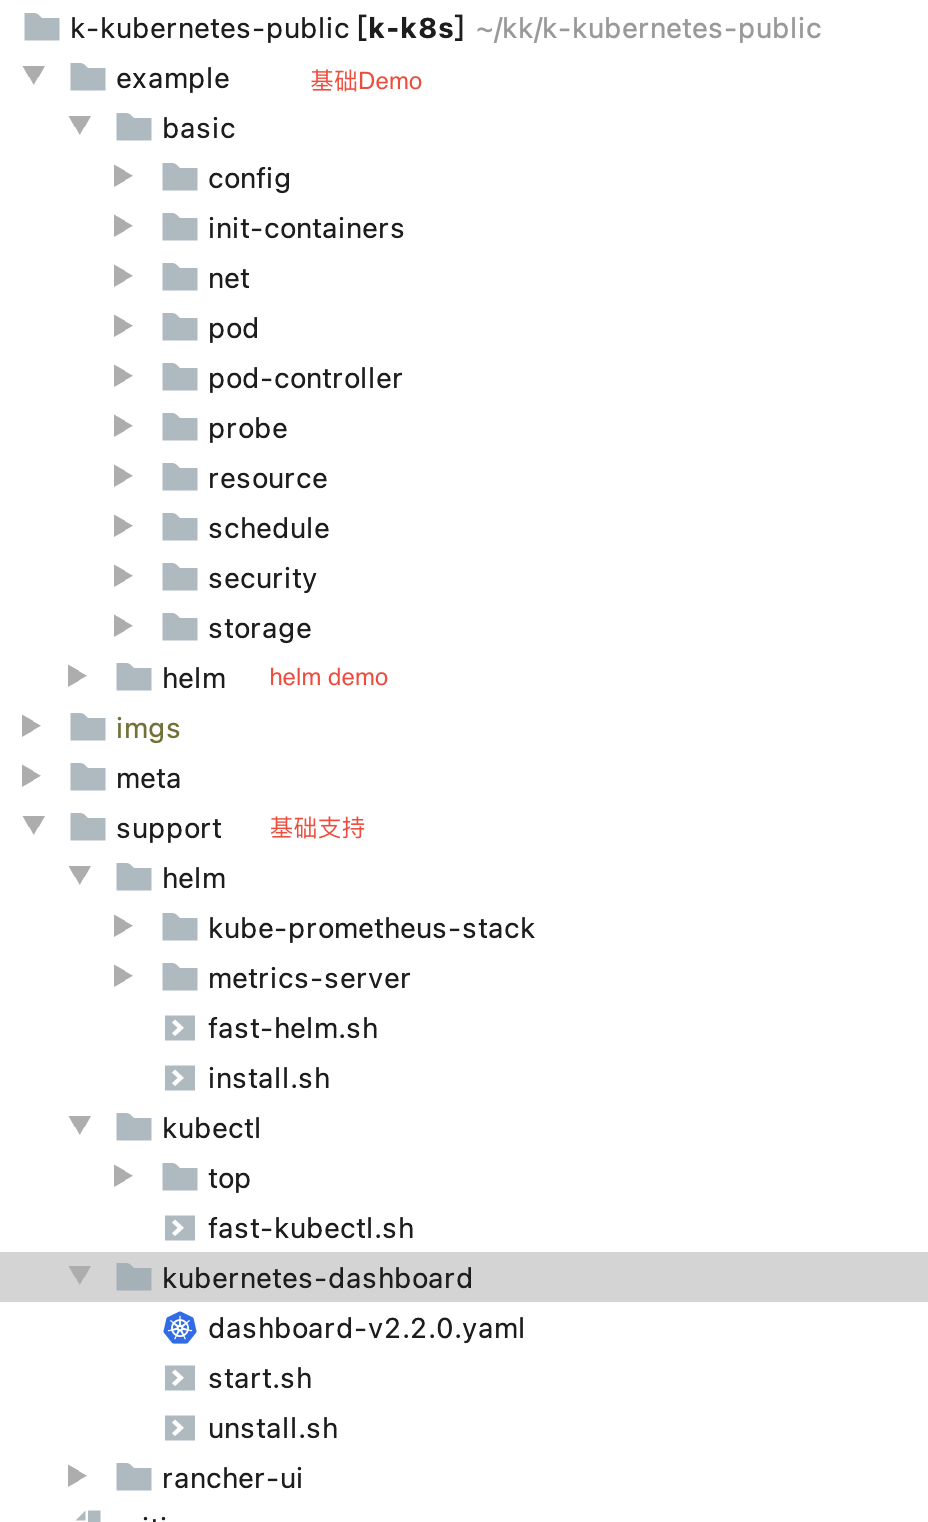 k-kubernetes-public [k-k8s] ~/kk/k-kubernetes-public
example 基础Demo
basic
config
init-containers
net
pod
pod-controller
probe
resource
schedule
security
storage
helm helm demo
imgs
meta
support 基础支持
helm
kube-prometheus-stack
metrics-server
fast-helm.sh
install.sh
kubectl
top
fast-kubectl.sh
kubernetes-dashboard
dashboard-v2.2.0.yaml
start.sh
unstall.sh
rancher-ui